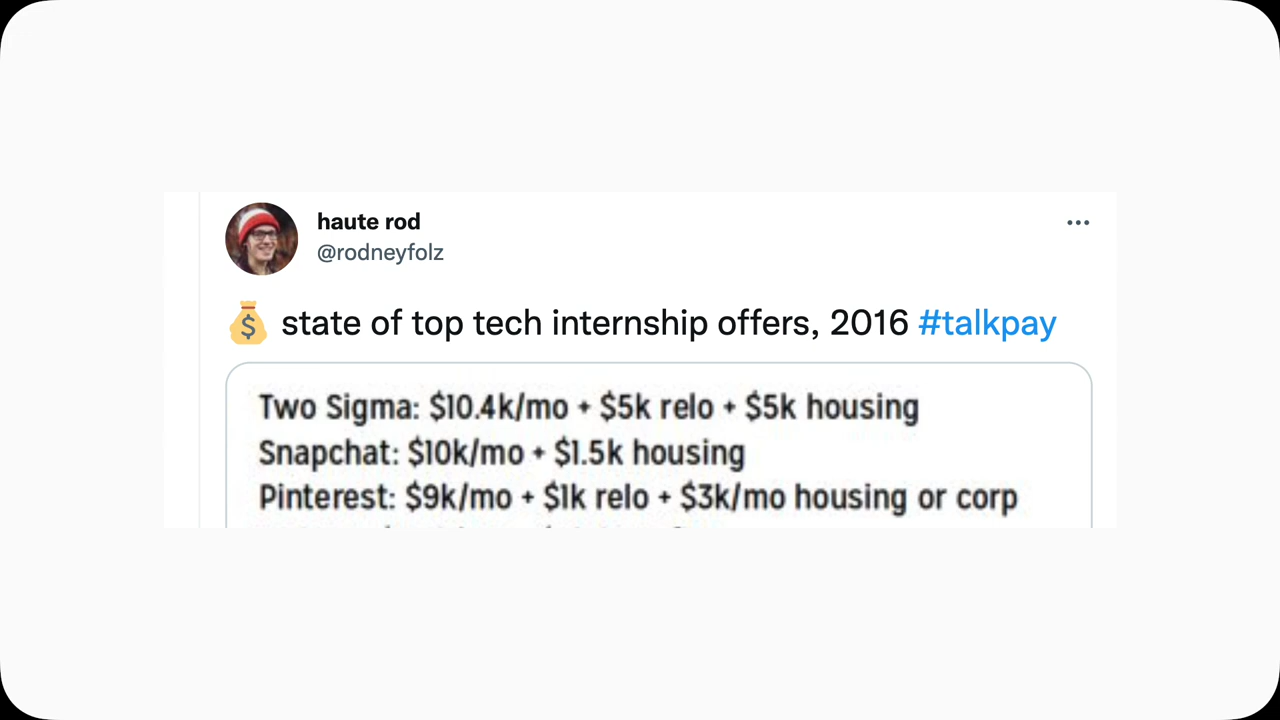 haute rod
@rodneyfolz
state of top tech internship offers, 2016 #talkpay
Two Sigma: $10.4k/mo + $5k relo + $5k housing
Snapchat: $10k/mo + $1.5k housing
Pinterest: $9k/mo + $1k relo + $3k/mo housing or corp